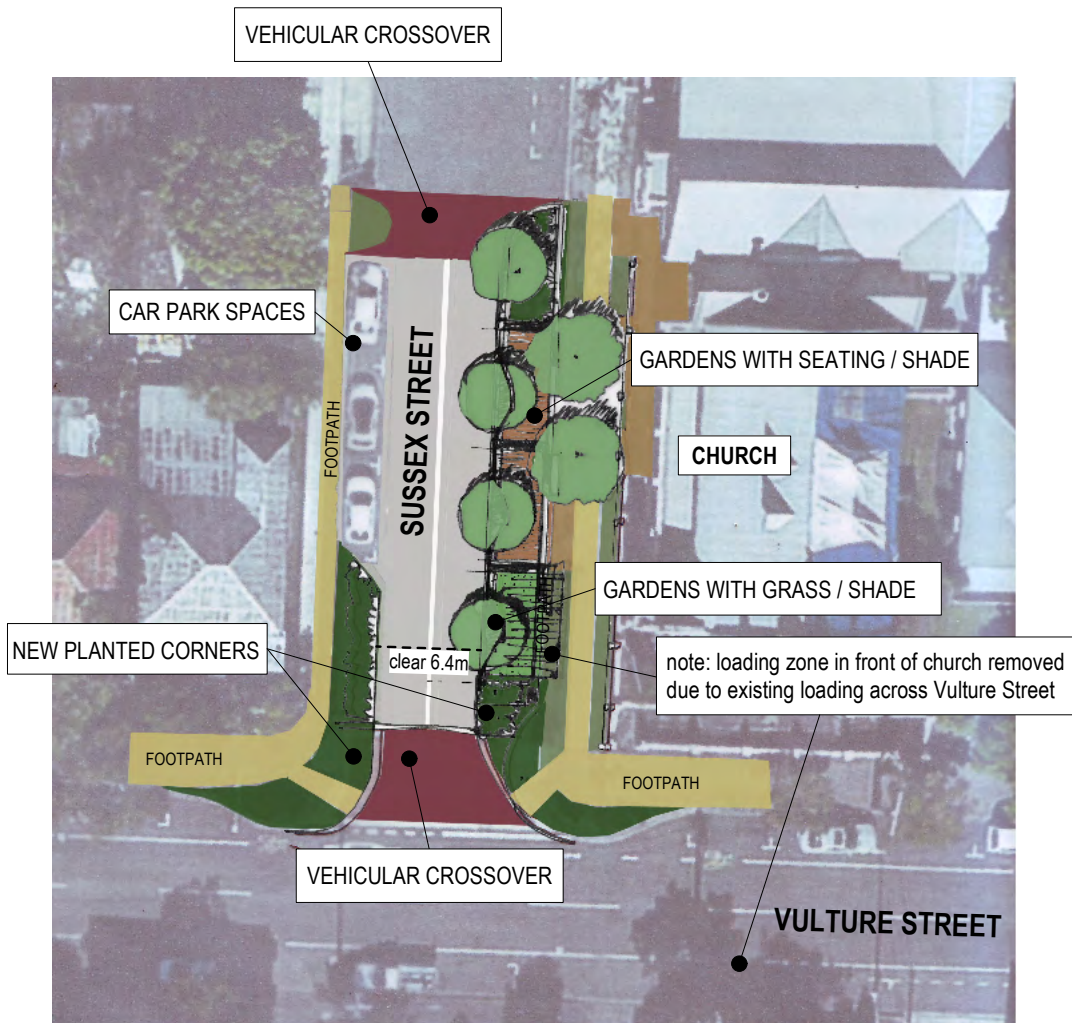 VEHICULAR CROSSOVER
CAR PARK SPACES
FOOTPATH
SUSSEX STREET
GARDENS WITH SEATING / SHADE
CHURCH
GARDENS WITH GRASS / SHADE
FOOTPATH
NEW PLANTED CORNERS
clear 6.4m
note: loading zone in front of church removed
due to existing loading across Vulture Street
FOOTPATH
FOOTPATH
VEHICULAR CROSSOVER
VULTURE STREET